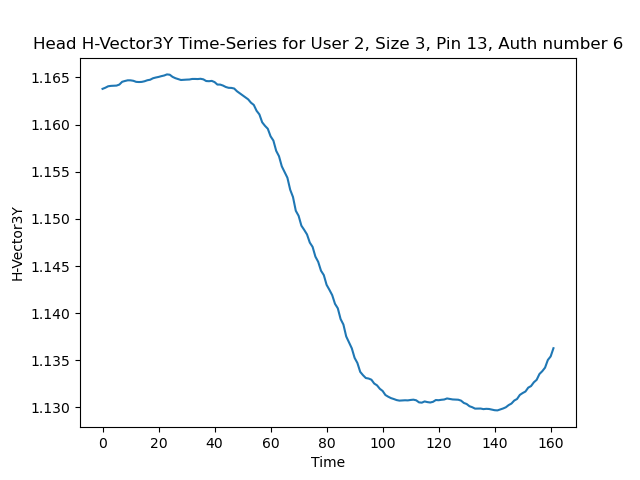 Head H-Vector3Y Time-Series for User 2, Size 3, Pin 13, Auth number 6
1.165
1.160
1.155
1.150
1.145
1.140
1.135
1.130
H-Vector3Y
0 20 40 60 80 100 120 140 160
Time